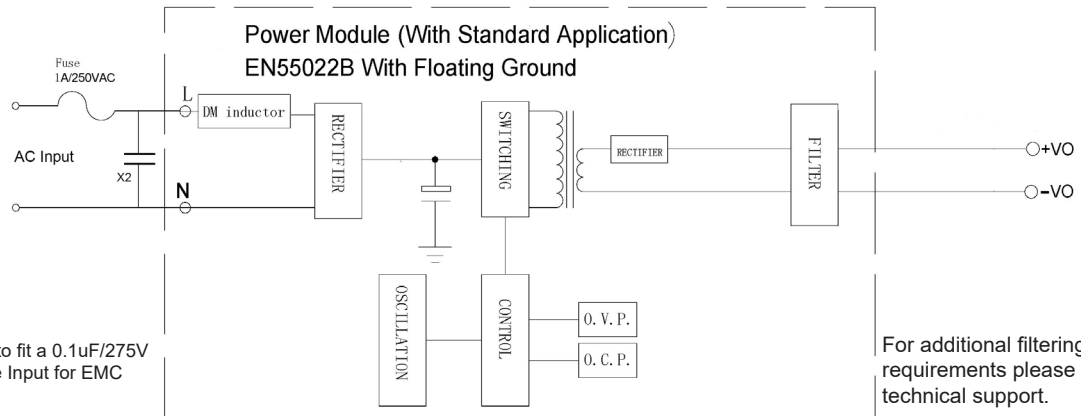 Power Module (With Standard Application)
EN55022B With Floating Ground
Fuse
1A/250VAC
L
DM inductor
RECTIFIER
SWITCHING
RECTIFIER
FILTER
+VO
AC Input
X2
N
-VO
OSCILLATION
CONTROL
O.V.P.
O.C.P.
to fit a 0.1uF/275V
e Input for EMC
For additional filtering
requirements please
technical support.